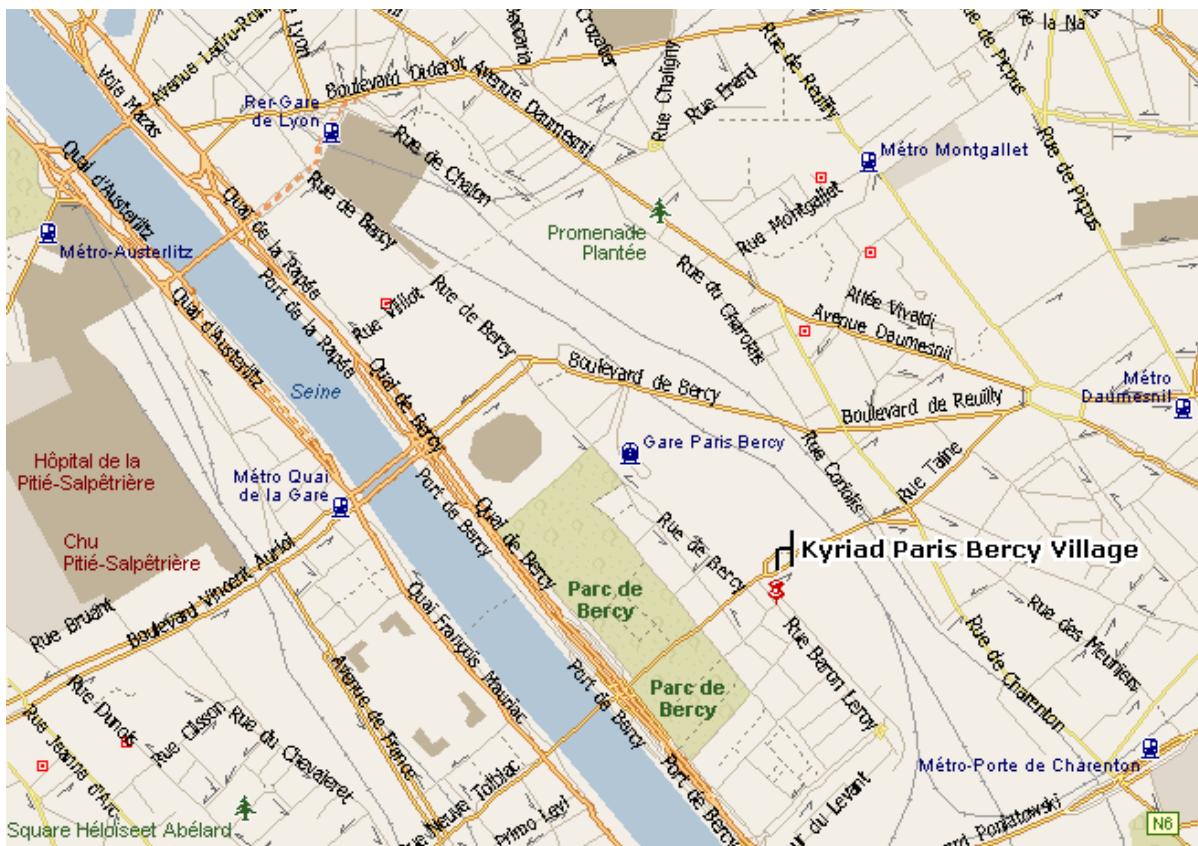 Avenue Ledru-Ro
Lyon
Crozatier
Rue de Reuilly
Rue de Picpus
de la Na
Voie Mazas
Boulevard Diderot
Avenue Daumesnil
Rue Chaligny
Rue Erard
Rer-Gare
de Lyon
Métro Montgallet
Quai d'Austerlitz
Rue de Chalon
Rue de Picpus
Rue de Bercy
Rue Montgallet
Promenade
Plantée
Métro-Austerlitz
Quai de la Rapée
Port de la Rapée
Rue du Charolais
Quai d'Austerlitz
Rue Villiot
Rue de Bercy
Allée Vivaldi
Avenue Daumesnil
Seine
Quai de Bercy
Boulevard de Bercy
Métro
Daumesnil
Boulevard de Reuilly
Gare Paris Bercy
Hôpital de la
Pitié-Salpêtrière
Métro Quai
de la Gare
Port de Bercy
Quai de Bercy
Rue Coriolis
Rue Taine
Chu
Pitié-Salpêtrière
Rue de Bercy
Kyriad Paris Bercy Village
Boulevard Vincent Auriol
Rue Bruant
Parc de
Bercy
Quai François Mauriac
Rue Baron Leroy
Rue des Meuniers
Rue de Charenton
Avenue de France
Port de Bercy
Parc de
Bercy
Rue Dunois
Rue Clisson
Rue du Chevaleret
Rue Jeanne d'Arc
Métro-Porte de Charenton
Rue Neuve Tolbiac
Primo Levi
Port de Bercy
r du Levant
ard Poniatowski
N6
Square Héloiseet Abélard